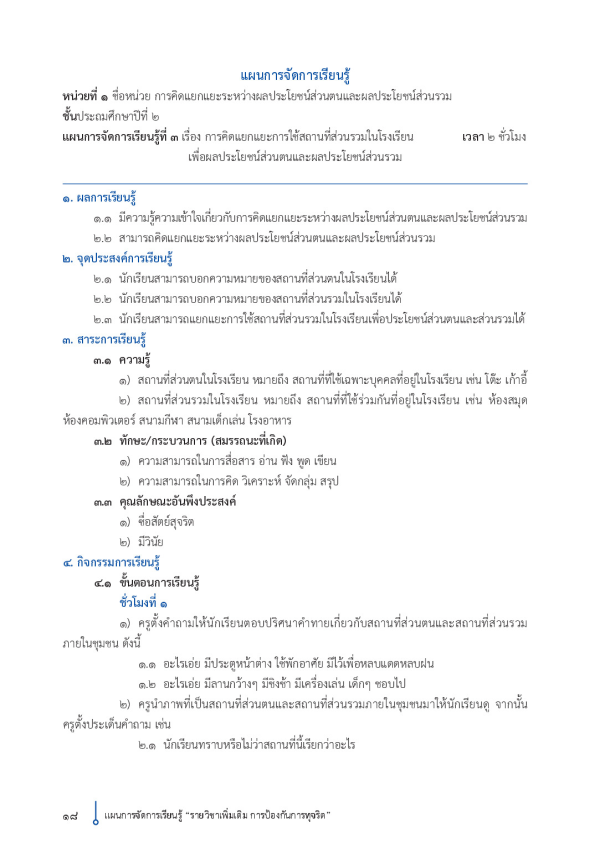 แผนการจัดการเรียนรู้
หน่วยที่ ๑ ชื่อหน่วย การคิดแยกแยะระหว่างผลประโยชน์ส่วนตนและผลประโยชน์ส่วนรวม
ชั้นประถมศึกษาปีที่ ๒
แผนการจัดการเรียนรู้ที่ ๓ เรื่อง การคิดแยกแยะการใช้สถานที่ส่วนรวมในโรงเรียน เวลา ๒ ชั่วโมง
เพื่อผลประโยชน์ส่วนตนและผลประโยชน์ส่วนรวม
๑. ผลการเรียนรู้
๑.๑ มีความรู้ความเข้าใจเกี่ยวกับการคิดแยกแยะระหว่างผลประโยชน์ส่วนตนและผลประโยชน์ส่วนรวม
๒.๒ สามารถคิดแยกแยะระหว่างผลประโยชน์ส่วนตนและผลประโยชน์ส่วนรวม
๒. จุดประสงค์การเรียนรู้
๒.๑ นักเรียนสามารถบอกความหมายของสถานที่ส่วนตนในโรงเรียนได้
๒.๒ นักเรียนสามารถบอกความหมายของสถานที่ส่วนรวมในโรงเรียนได้
๒.๓ นักเรียนสามารถแยกแยะการใช้สถานที่ส่วนรวมในโรงเรียนเพื่อประโยชน์ส่วนตนและส่วนรวมได้
๓. สาระการเรียนรู้
๓.๑ ความรู้
๑) สถานที่ส่วนตนในโรงเรียน หมายถึง สถานที่ที่ใช้เฉพาะบุคคลที่อยู่ในโรงเรียน เช่น โต๊ะ เก้าอี้
๒) สถานที่ส่วนรวมในโรงเรียน หมายถึง สถานที่ที่ใช้ร่วมกันที่อยู่ในโรงเรียน เช่น ห้องสมุด
ห้องคอมพิวเตอร์ สนามกีฬา สนามเด็กเล่น โรงอาหาร
๓.๒ ทักษะ/กระบวนการ (สมรรถนะที่เกิด)
๑) ความสามารถในการสื่อสาร อ่าน ฟัง พูด เขียน
๒) ความสามารถในการคิด วิเคราะห์ จัดกลุ่ม สรุป
๓.๓ คุณลักษณะอันพึงประสงค์
๑) ซื่อสัตย์สุจริต
๒) มีวินัย
๔. กิจกรรมการเรียนรู้
๔.๑ ขั้นตอนการเรียนรู้
ชั่วโมงที่ ๑
๑) ครูตั้งคำถามให้นักเรียนตอบปริศนาคำทายเกี่ยวกับสถานที่ส่วนตนและสถานที่ส่วนรวม
ภายในชุมชน ดังนี้
๑.๑ อะไรเอ่ย มีประตูหน้าต่าง ใช้พักอาศัย มีไว้เพื่อหลบแดดหลบฝน
๑.๒ อะไรเอ่ย มีลานกว้างๆ มีชิงช้า มีเครื่องเล่น เด็กๆ ชอบไป
๒) ครูนำภาพที่เป็นสถานที่ส่วนตนและสถานที่ส่วนรวมภายในชุมชนมาให้นักเรียนดู จากนั้น
ครูตั้งประเด็นคำถาม เช่น
๒.๑ นักเรียนทราบหรือไม่ว่าสถานที่นี้เรียกว่าอะไร
๑๘ แผนการจัดการเรียนรู้ “รายวิชาเพิ่มเติม การป้องกันการทุจริต”